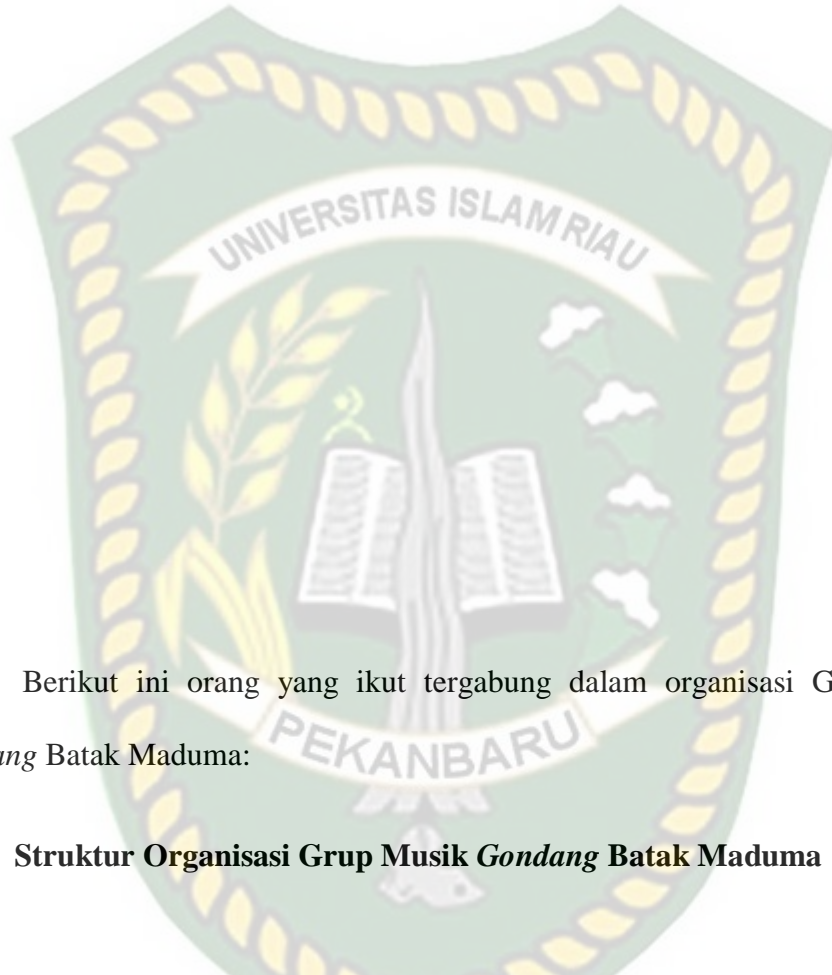 UNIVERSITAS ISLAM RIAU
Berikut ini orang yang ikut tergabung dalam organisasi
Batak Maduma:
PEKANBARU
Struktur Organisasi Grup Musik Gondang Batak Maduma